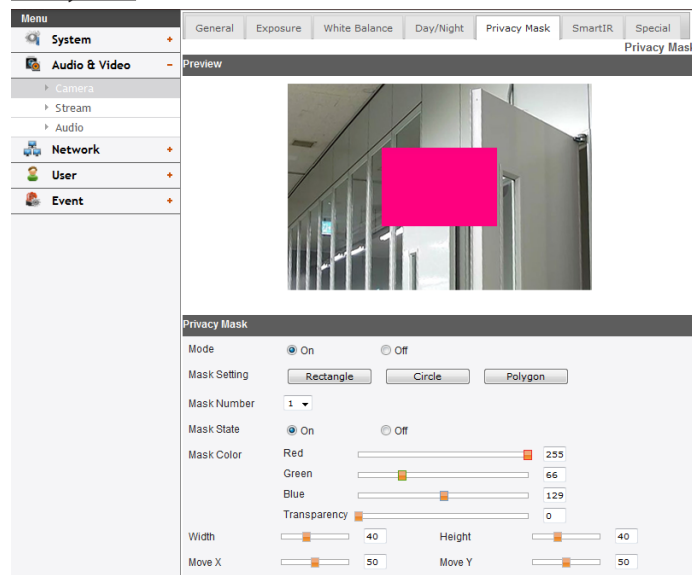 Menu
General Exposure White Balance Day/Night Privacy Mask SmartIR Special
System +
Privacy Mask
Audio & Video -
Preview
Camera
Stream
Audio
Network +
User +
Event +
Privacy Mask
Mode On Off
Mask Setting Rectangle Circle Polygon
Mask Number 1
Mask State On Off
Mask Color Red 255
Green 66
Blue 129
Transparency 0
Width 40 Height 40
Move X 50 Move Y 50